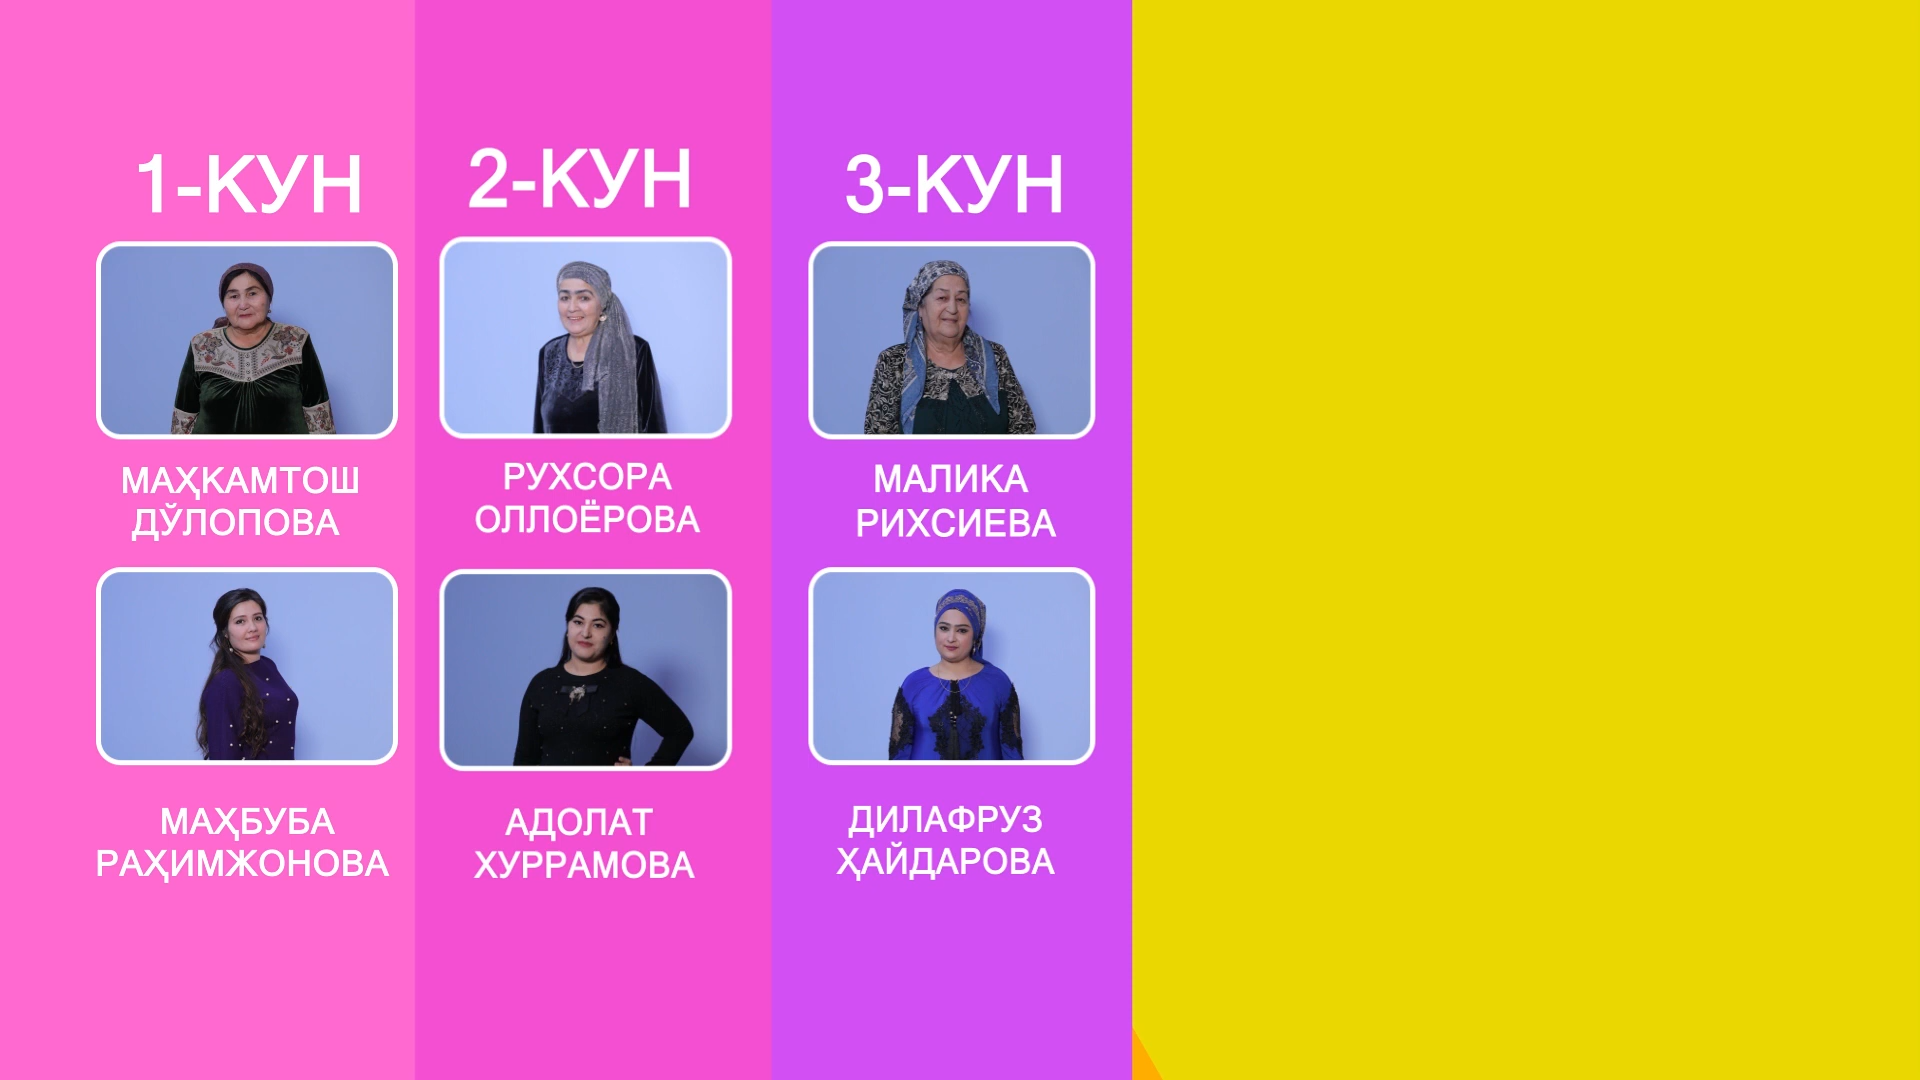 1-КУН
МАҲКАМТОШ
ДЎЛОПОВА
МАҲБУБА
РАҲИМЖОНОВА
2-КУН
РУХСОРА
ОЛЛОЁРОВА
АДОЛАТ
ХУРРАМОВА
3-КУН
МАЛИКА
РИХСИЕВА
ДИЛАФРУЗ
ҲАЙДАРОВА